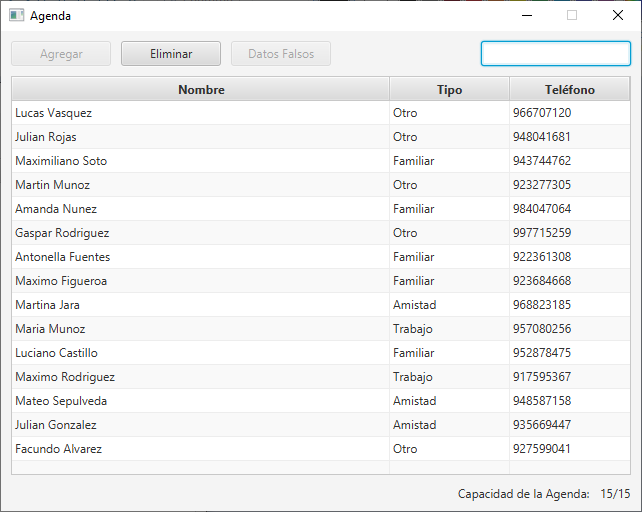 Agenda
Agregar Eliminar Datos Falsos
Nombre Tipo Teléfono
Lucas Vasquez Otro 966707120
Julian Rojas Otro 948041681
Maximiliano Soto Familiar 943744762
Martin Munoz Otro 923277305
Amanda Nunez Familiar 984047064
Gaspar Rodriguez Otro 997715259
Antonella Fuentes Familiar 922361308
Maximo Figueroa Familiar 923684668
Martina Jara Amistad 968823185
Maria Munoz Trabajo 957080256
Luciano Castillo Familiar 952878475
Maximo Rodriguez Trabajo 917595367
Mateo Sepulveda Amistad 948587158
Julian Gonzalez Amistad 935669447
Facundo Alvarez Otro 927599041
Capacidad de la Agenda: 15/15